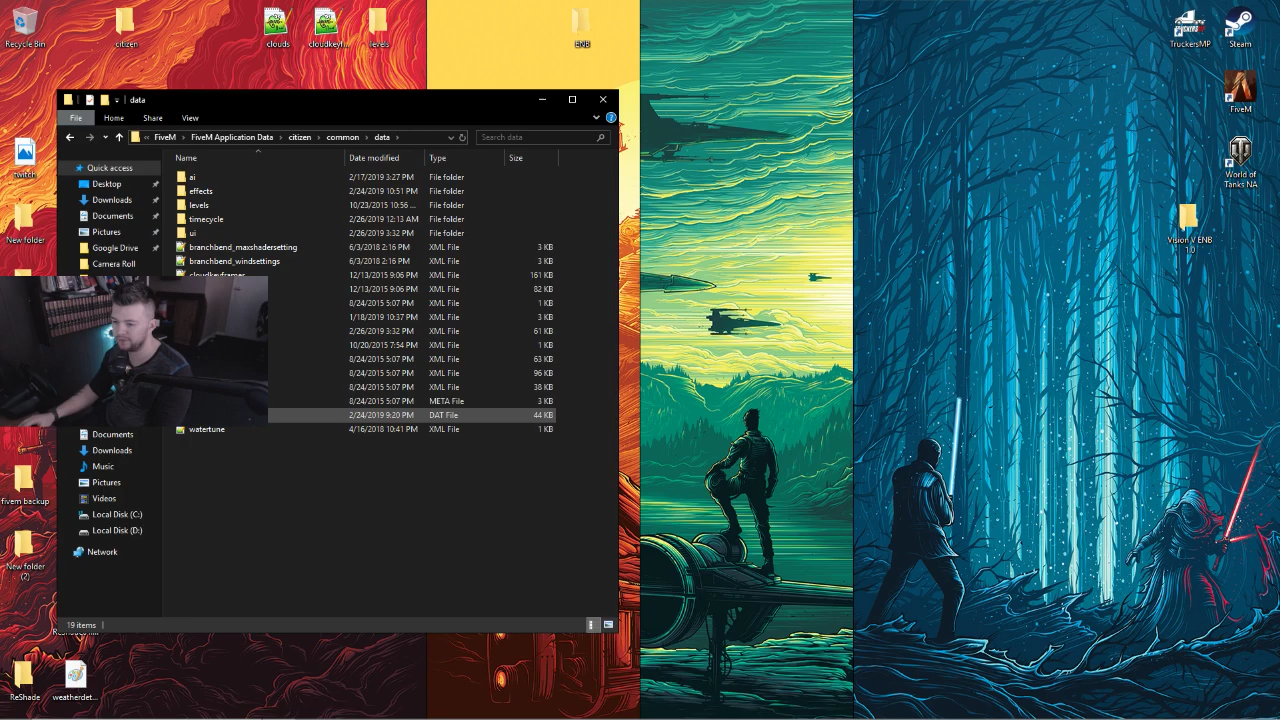 Recycle Bin
citizen
clouds
cloudkeyf...
levels
ENB
TruckersMP
Steam
FiveM
World of
Tanks NA
Vision V ENB
1.0
twitch
New folder
fivem backup
New folder
(2)
ReShade
weatherdet...
data
File
Home
Share
View
« FiveM > FiveM Application Data > citizen > common > data >
Search data
Name
Date modified
Type
Size
Quick access
Desktop
Downloads
Documents
Pictures
Google Drive
Camera Roll
Documents
Downloads
Music
Pictures
Videos
Local Disk (C:)
Local Disk (D:)
Network
ai 2/17/2019 3:27 PM File folder
effects 2/24/2019 10:51 PM File folder
levels 10/23/2015 10:56 ... File folder
timecycle 2/26/2019 12:13 AM File folder
ui 2/26/2019 3:32 PM File folder
branchbend_maxshadersetting 6/3/2018 2:16 PM XML File 3 KB
branchbend_windsettings 6/3/2018 2:16 PM XML File 3 KB
cloudkeyframes 12/13/2015 9:06 PM XML File 161 KB
12/13/2015 9:06 PM XML File 82 KB
8/24/2015 5:07 PM XML File 1 KB
1/18/2019 10:37 PM XML File 3 KB
2/26/2019 3:32 PM XML File 61 KB
10/20/2015 7:54 PM XML File 1 KB
8/24/2015 5:07 PM XML File 63 KB
8/24/2015 5:07 PM XML File 96 KB
8/24/2015 5:07 PM XML File 38 KB
8/24/2015 5:07 PM META File 3 KB
2/24/2019 9:20 PM DAT File 44 KB
watertune 4/16/2018 10:41 PM XML File 1 KB
19 items